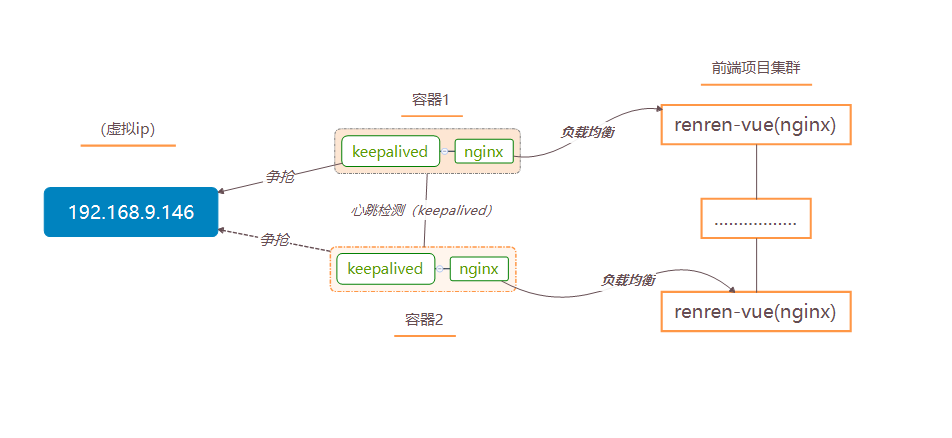 前端项目集群
容器1
(虚拟ip)
负载均衡
renren-vue(nginx)
keepalived
nginx
争抢
192.168.9.146
心跳检测（keepalived）
.................
争抢
keepalived
nginx
负载均衡
renren-vue(nginx)
容器2